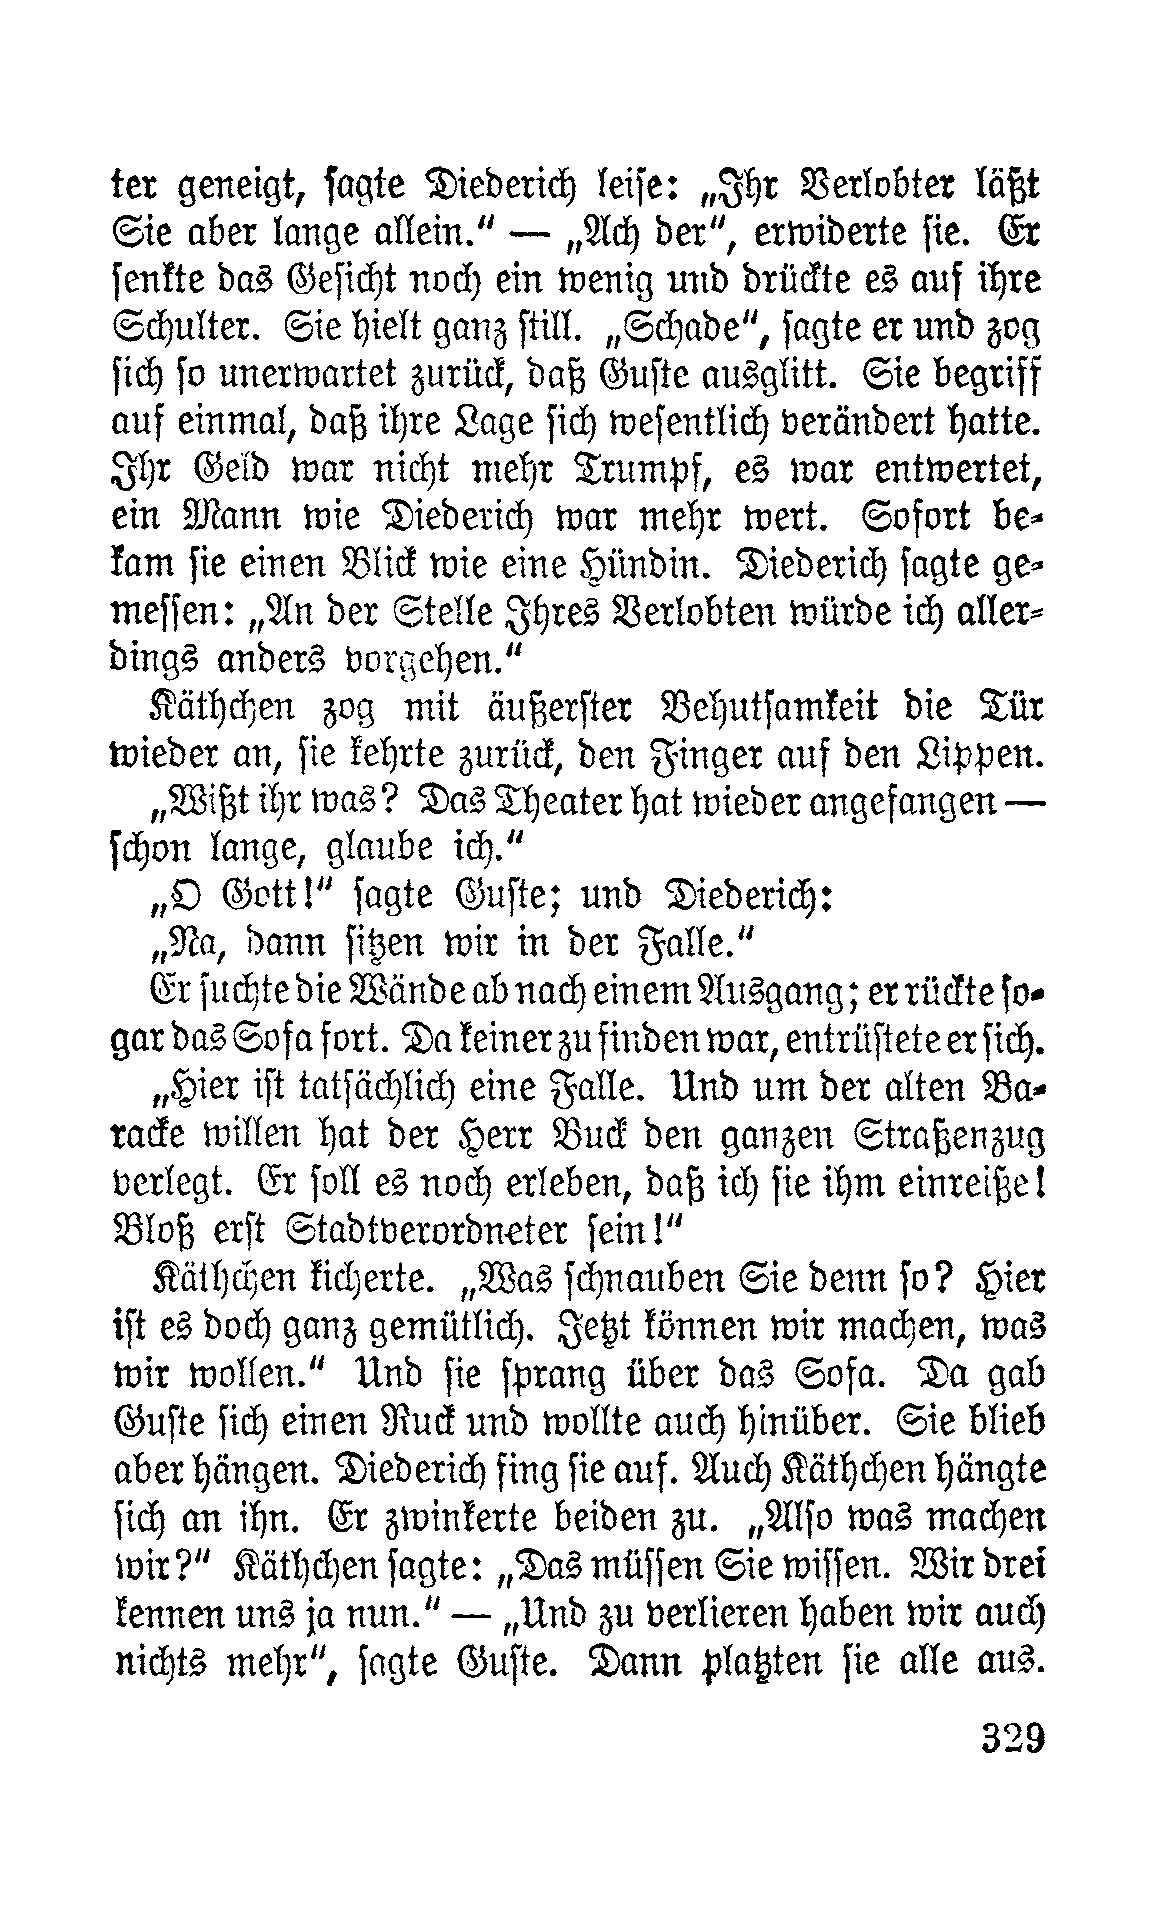 ter geneigt, sagte Diederich leise: „Ihr Verlobter läßt
Sie aber lange allein.“ — „Ach der“, erwiderte sie. Er
senkte das Gesicht noch ein wenig und drückte es auf ihre
Schulter. Sie hielt ganz still. „Schade“, sagte er und zog
sich so unerwartet zurück, daß Guste ausglitt. Sie begriff
auf einmal, daß ihre Lage sich wesentlich verändert hatte.
Ihr Geld war nicht mehr Trumpf, es war entwertet,
ein Mann wie Diederich war mehr wert. Sofort be-
kam sie einen Blick wie eine Hündin. Diederich sagte ge-
messen: „An der Stelle Ihres Verlobten würde ich aller-
dings anders vorgehen.“
Käthchen zog mit äußerster Behutsamkeit die Tür
wieder an, sie kehrte zurück, den Finger auf den Lippen.
„Wißt ihr was? Das Theater hat wieder angefangen —
schon lange, glaube ich.“
„O Gott!“ sagte Guste; und Diederich:
„Na, dann sitzen wir in der Falle.“
Er suchte die Wände ab nach einem Ausgang; er rückte so-
gar das Sofa fort. Da keiner zu finden war, entrüstete er sich.
„Hier ist tatsächlich eine Falle. Und um der alten Ba-
racke willen hat der Herr Buck den ganzen Straßenzug
verlegt. Er soll es noch erleben, daß ich sie ihm einreiße!
Bloß erst Stadtverordneter sein!“
Käthchen kicherte. „Was schnauben Sie denn so? Hier
ist es doch ganz gemütlich. Jetzt können wir machen, was
wir wollen.“ Und sie sprang über das Sofa. Da gab
Guste sich einen Ruck und wollte auch hinüber. Sie blieb
aber hängen. Diederich fing sie auf. Auch Käthchen hängte
sich an ihn. Er zwinkerte beiden zu. „Also was machen
wir?“ Käthchen sagte: „Das müssen Sie wissen. Wir drei
kennen uns ja nun.“ — „Und zu verlieren haben wir auch
nichts mehr“, sagte Guste. Dann platzten sie alle aus.
329